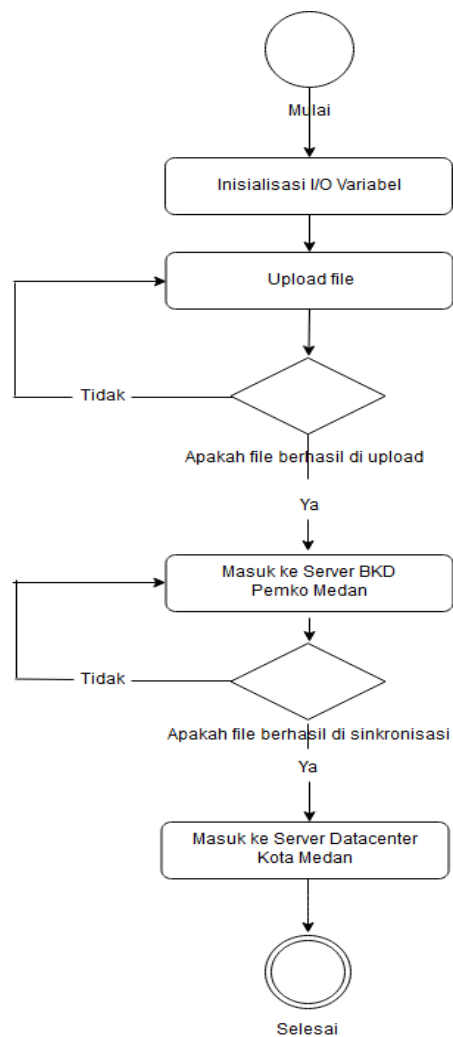 Mulai
Inisialisasi I/O Variabel
Upload file
Tidak
Apakah file berhasil di upload
Ya
Masuk ke Server BKD
Pemko Medan
Tidak
Apakah file berhasil di sinkronisasi
Ya
Masuk ke Server Datacenter
Kota Medan
Selesai